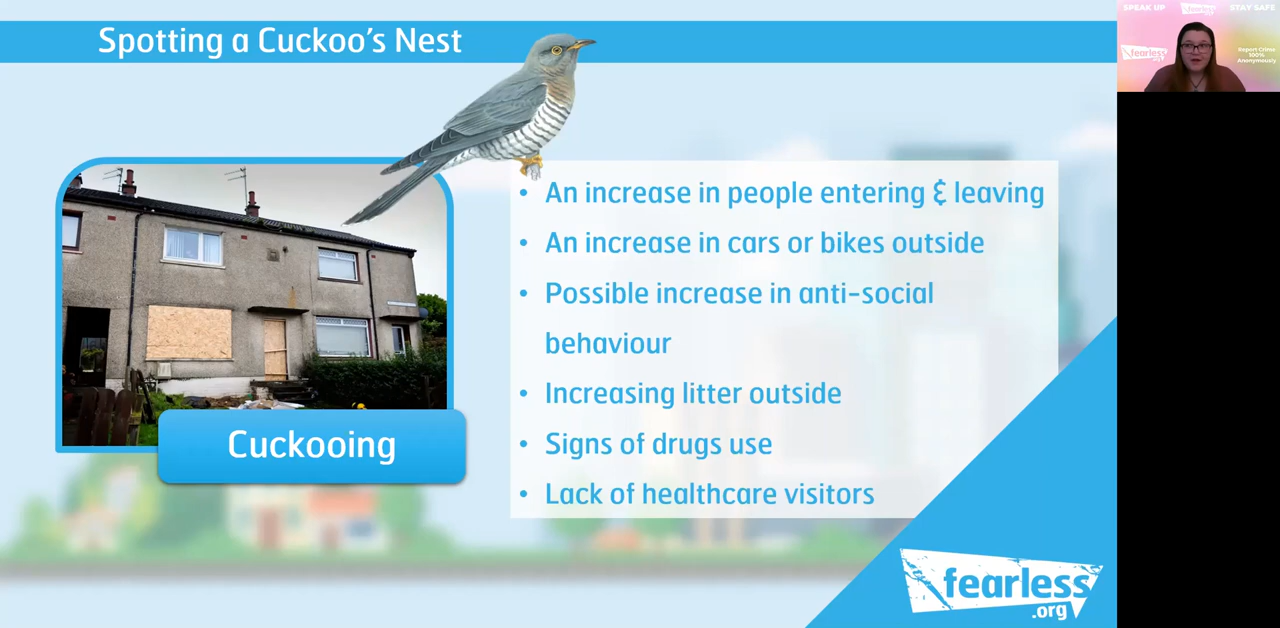 Spotting a Cuckoo's Nest
SPEAK UP
STAY SAFE
fearless
Report Crime
100%
Anonymously
• An increase in people entering & leaving
• An increase in cars or bikes outside
• Possible increase in anti-social
behaviour
• Increasing litter outside
• Signs of drugs use
• Lack of healthcare visitors
Cuckooing
fearless
.org